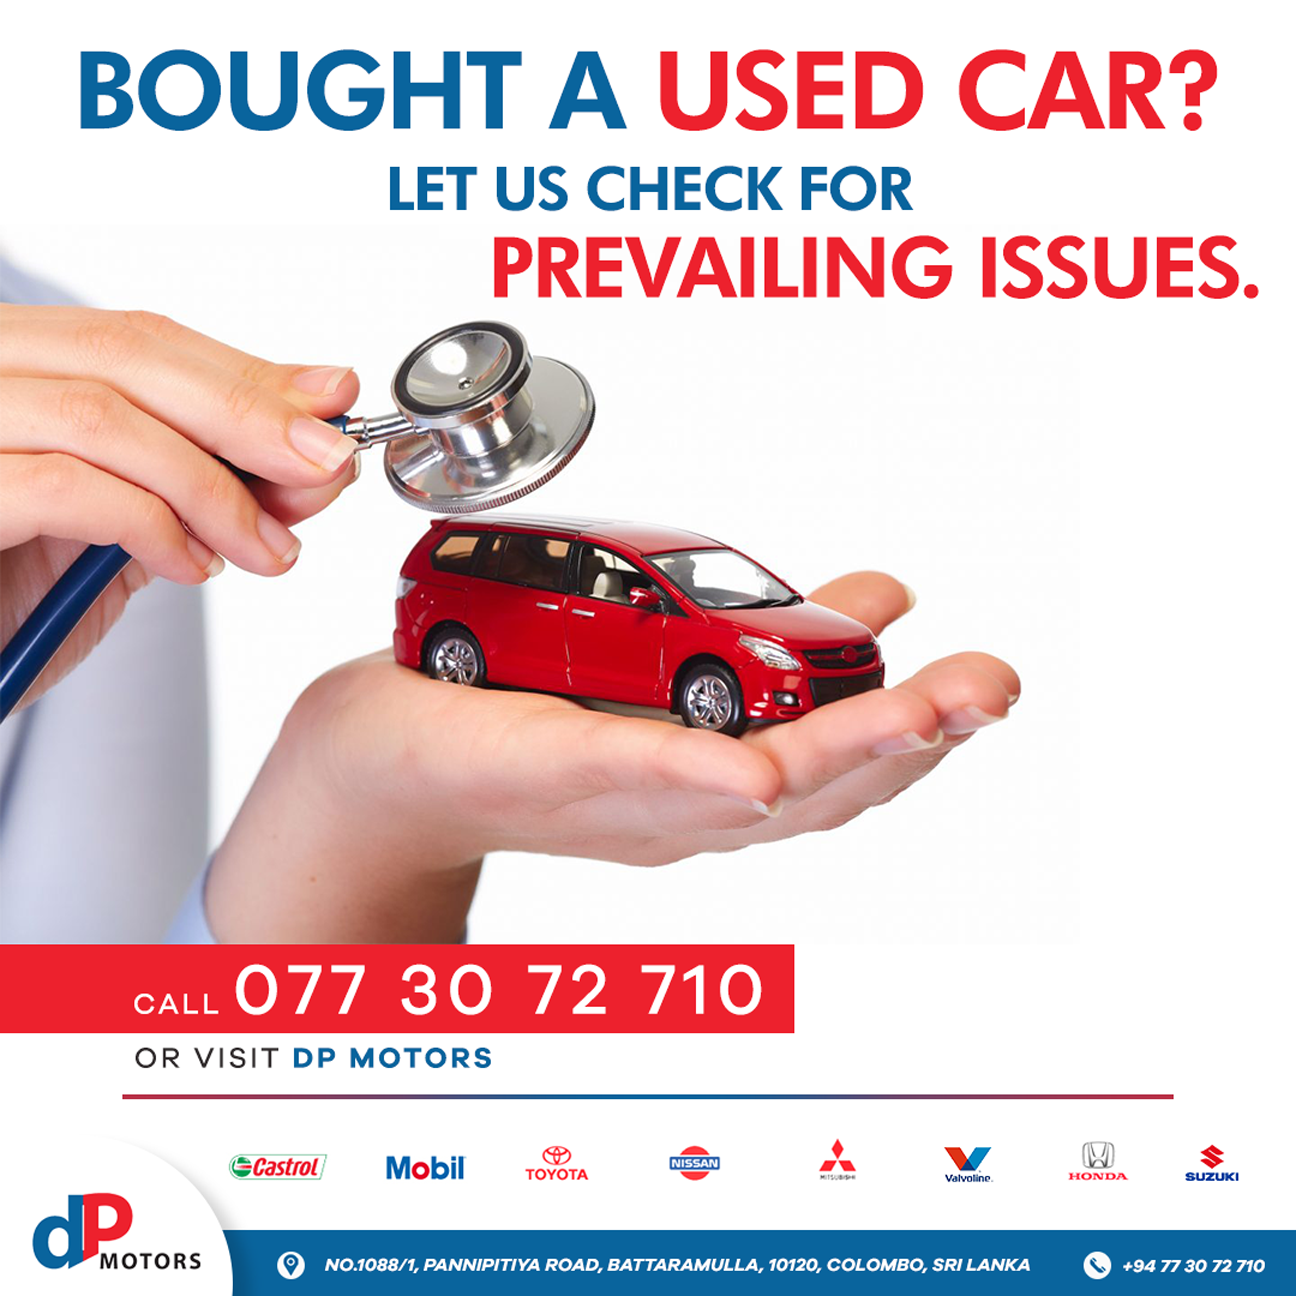 BOUGHT A USED CAR?
LET US CHECK FOR
PREVAILING ISSUES.
CALL 077 30 72 710
OR VISIT DP MOTORS
Castrol Mobil TOYOTA NISSAN MITSUBISHI Valvoline HONDA SUZUKI
dP MOTORS
NO.1088/1, PANNIPITIYA ROAD, BATTARAMULLA, 10120, COLOMBO, SRI LANKA +94 77 30 72 710